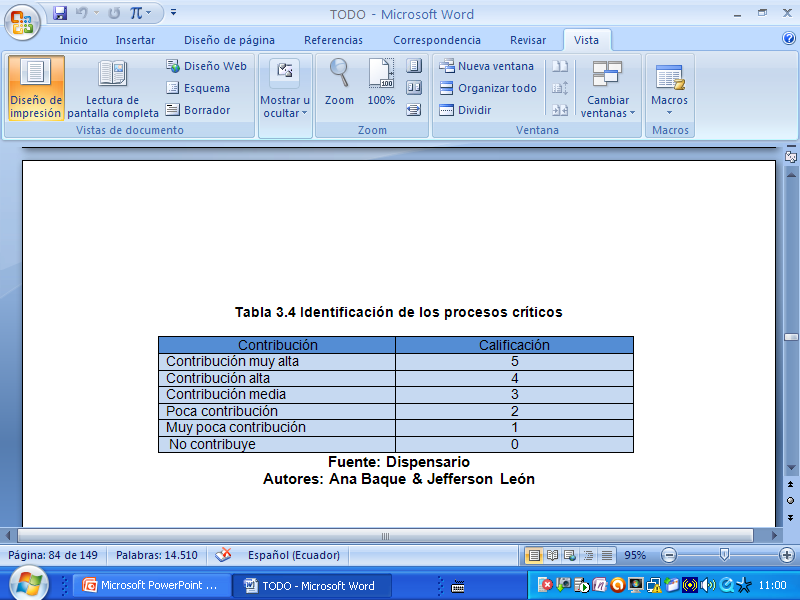 TODO - Microsoft Word
Inicio Insertar Diseño de página Referencias Correspondencia Revisar Vista
Diseño de impresión
Lectura de pantalla completa
Diseño Web
Esquema
Borrador
Vistas de documento
Mostrar u ocultar
Zoom
100%
Zoom
Nueva ventana
Organizar todo
Dividir
Cambiar ventanas
Ventana
Macros
Macros
Tabla 3.4 Identificación de los procesos críticos
Contribución Calificación
Contribución muy alta 5
Contribución alta 4
Contribución media 3
Poca contribución 2
Muy poca contribución 1
No contribuye 0
Fuente: Dispensario
Autores: Ana Baque & Jefferson León
Página: 84 de 149 Palabras: 14.510 Español (Ecuador) 95%
Microsoft PowerPoint ... TODO - Microsoft Word 11:00